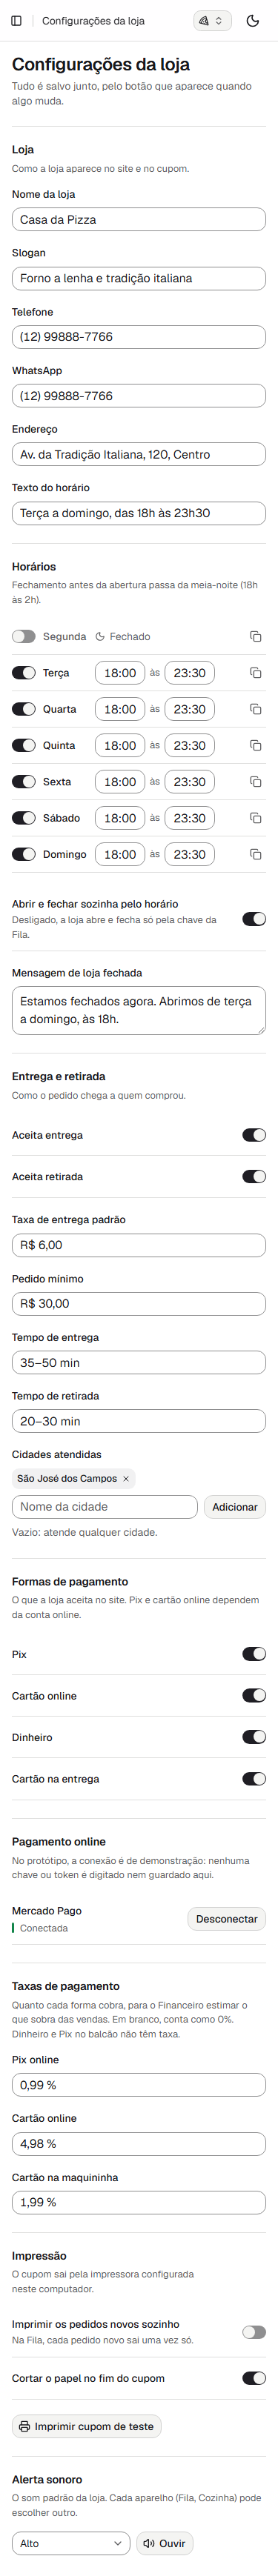 Configurações da loja
Configurações da loja
Tudo é salvo junto, pelo botão que aparece quando
algo muda.
Loja
Como a loja aparece no site e no cupom.
Nome da loja
Casa da Pizza
Slogan
Forno a lenha e tradição italiana
Telefone
(12) 99888-7766
WhatsApp
(12) 99888-7766
Endereço
Av. da Tradição Italiana, 120, Centro
Texto do horário
Terça a domingo, das 18h às 23h30
Horários
Fechamento antes da abertura passa da meia-noite (18h
às 2h).
Segunda Fechado
Terça 18:00 às 23:30
Quarta 18:00 às 23:30
Quinta 18:00 às 23:30
Sexta 18:00 às 23:30
Sábado 18:00 às 23:30
Domingo 18:00 às 23:30
Abrir e fechar sozinha pelo horário
Desligado, a loja abre e fecha só pela chave da
Fila.
Mensagem de loja fechada
Estamos fechados agora. Abrimos de terça
a domingo, às 18h.
Entrega e retirada
Como o pedido chega a quem comprou.
Aceita entrega
Aceita retirada
Taxa de entrega padrão
R$ 6,00
Pedido mínimo
R$ 30,00
Tempo de entrega
35–50 min
Tempo de retirada
20–30 min
Cidades atendidas
São José dos Campos ×
Nome da cidade Adicionar
Vazio: atende qualquer cidade.
Formas de pagamento
O que a loja aceita no site. Pix e cartão online dependem
da conta online.
Pix
Cartão online
Dinheiro
Cartão na entrega
Pagamento online
No protótipo, a conexão é de demonstração: nenhuma
chave ou token é digitado nem guardado aqui.
Mercado Pago
Conectada
Desconectar
Taxas de pagamento
Quanto cada forma cobra, para o Financeiro estimar o
que sobra das vendas. Em branco, conta como 0%.
Dinheiro e Pix no balcão não têm taxa.
Pix online
0,99 %
Cartão online
4,98 %
Cartão na maquininha
1,99 %
Impressão
O cupom sai pela impressora configurada
neste computador.
Imprimir os pedidos novos sozinho
Na Fila, cada pedido novo sai uma vez só.
Cortar o papel no fim do cupom
Imprimir cupom de teste
Alerta sonoro
O som padrão da loja. Cada aparelho (Fila, Cozinha) pode
escolher outro.
Alto Ouvir